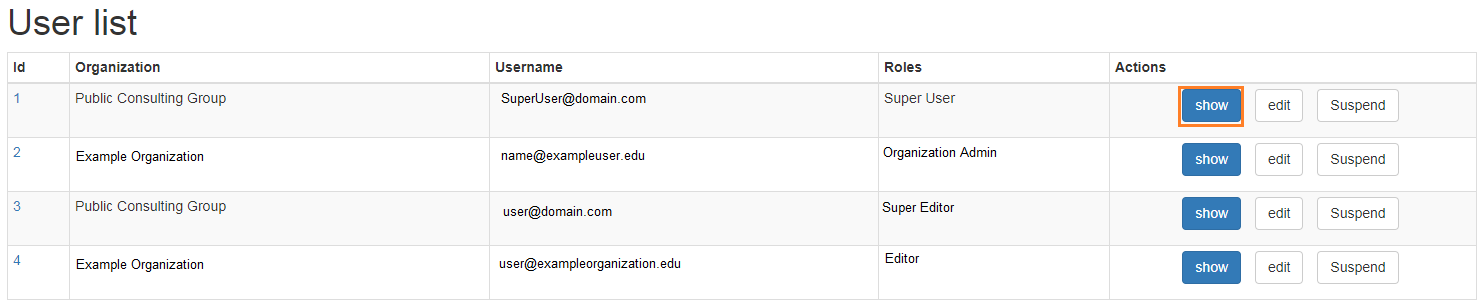 User list
Id Organization Username Roles Actions
1 Public Consulting Group SuperUser@domain.com Super User show edit Suspend
2 Example Organization name@exampleuser.edu Organization Admin show edit Suspend
3 Public Consulting Group user@domain.com Super Editor show edit Suspend
4 Example Organization user@exampleorganization.edu Editor show edit Suspend